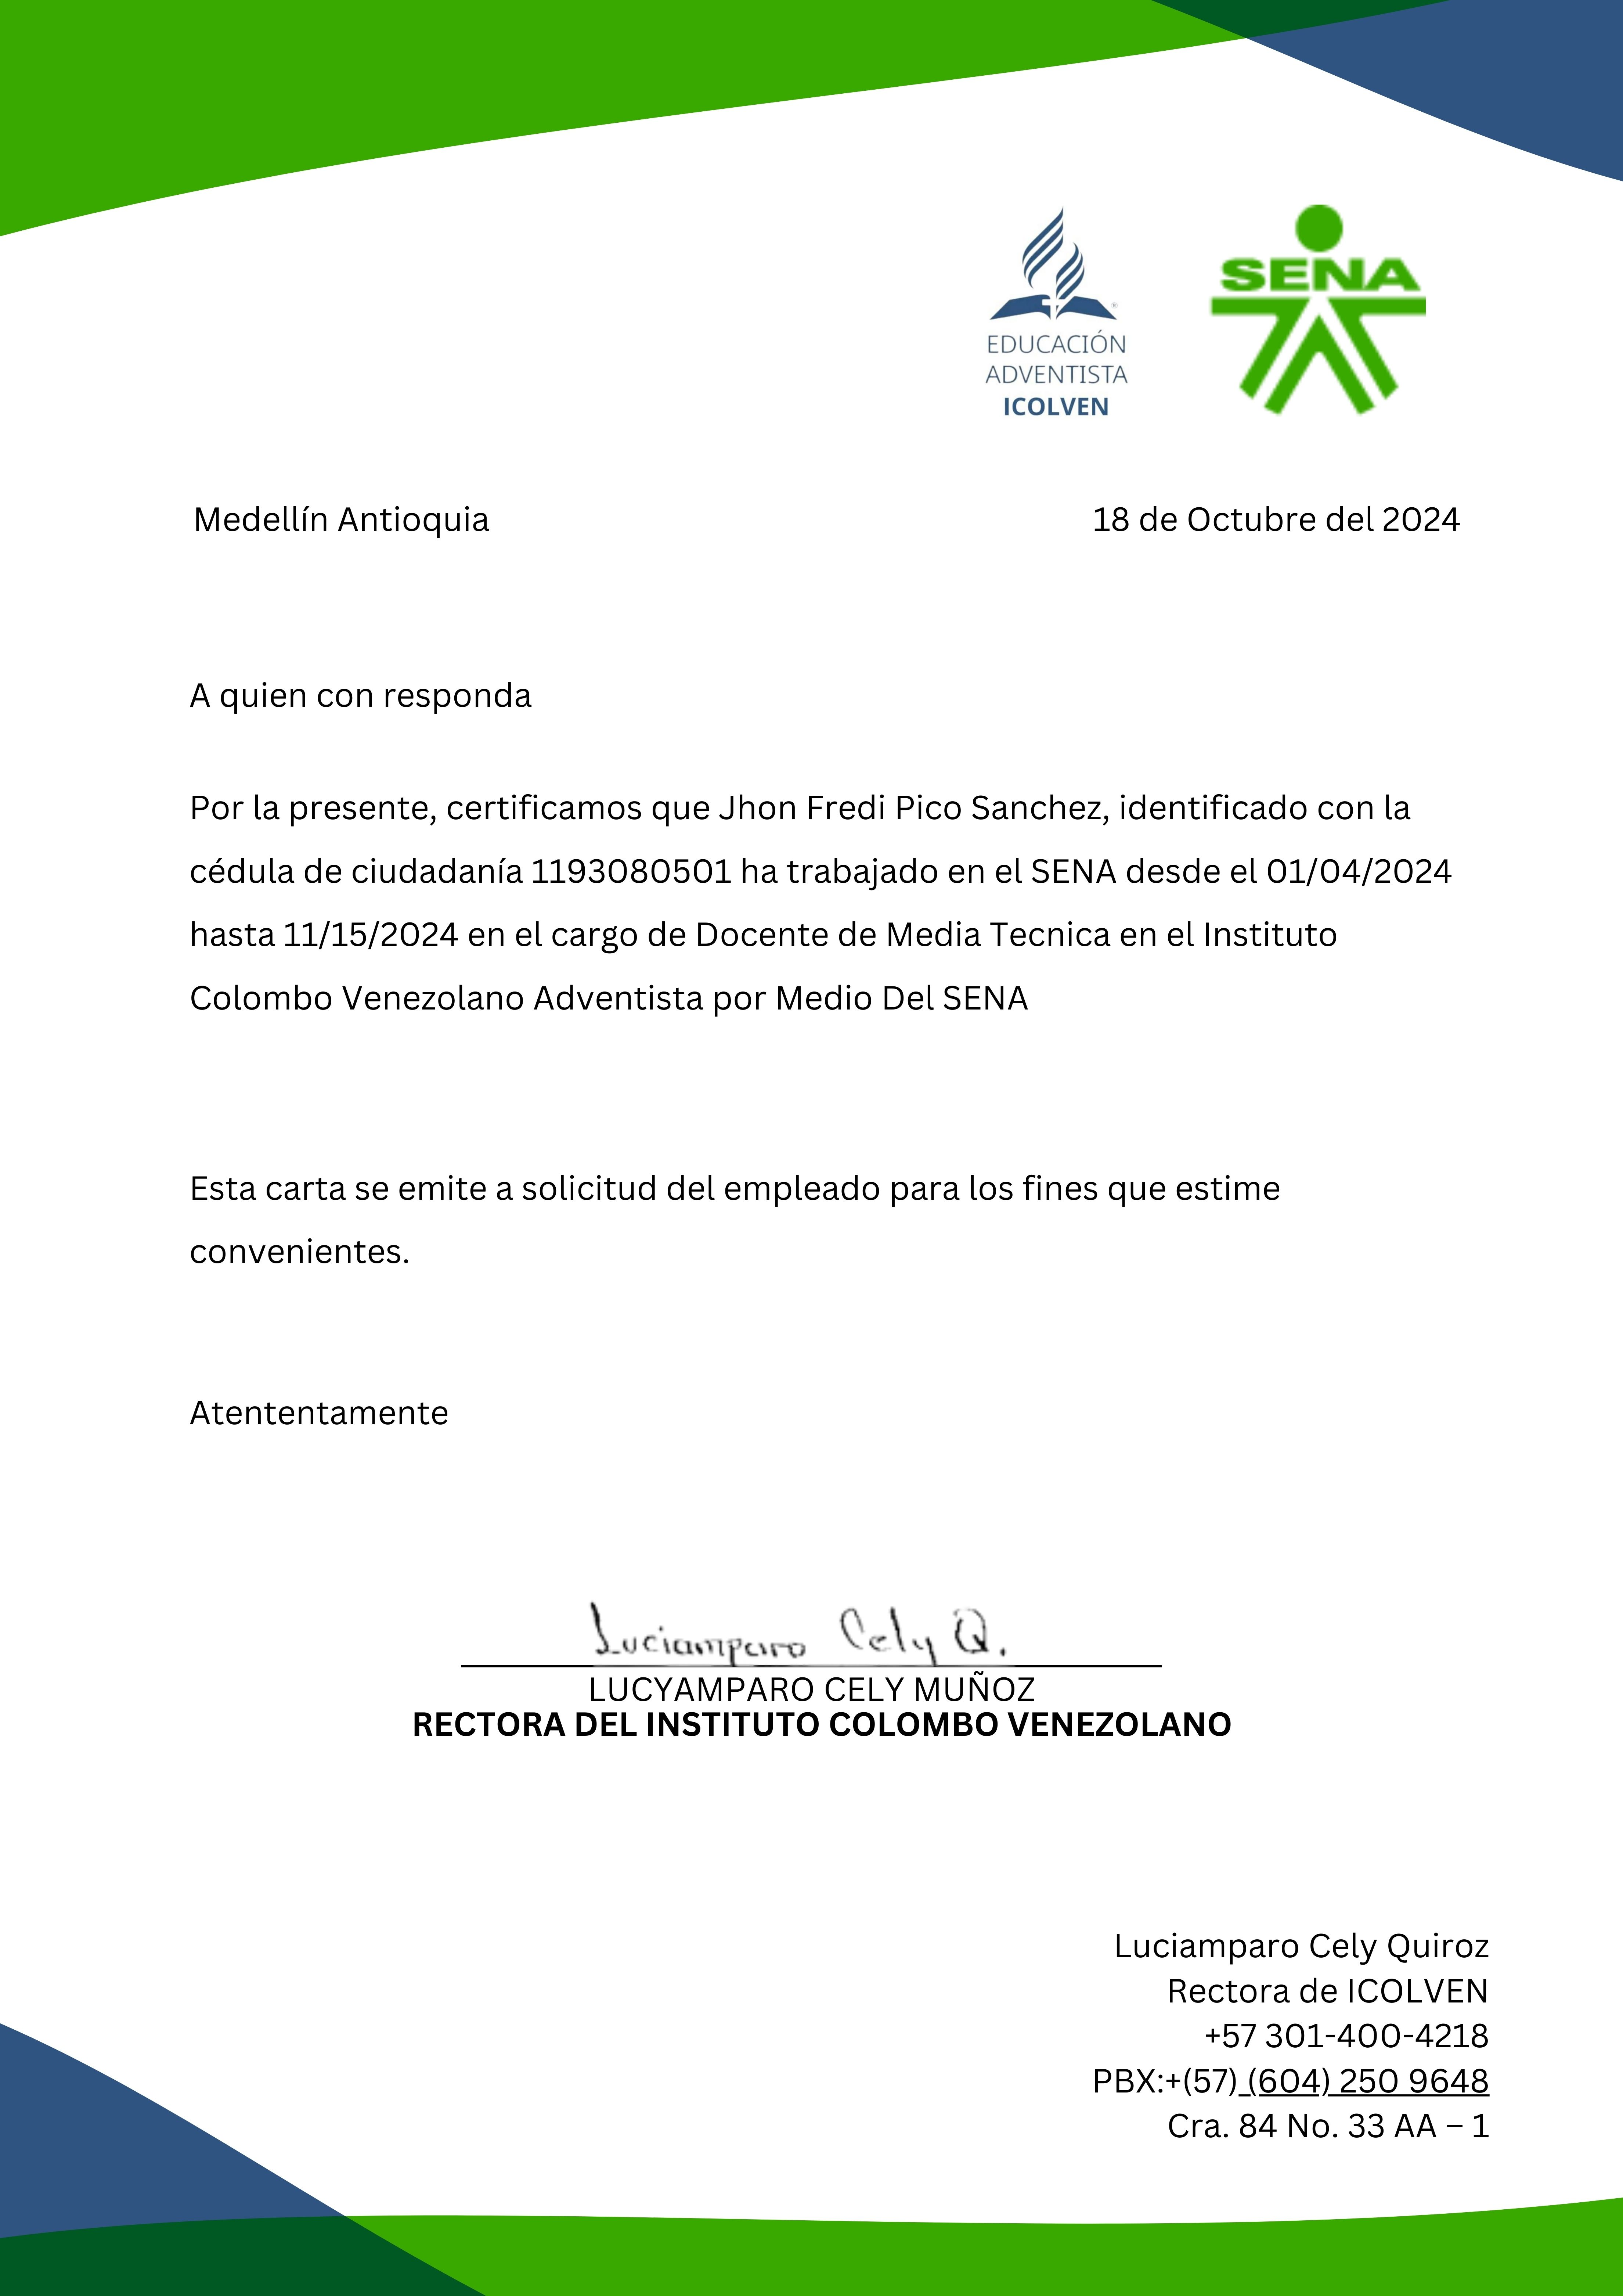 EDUCACIÓN
ADVENTISTA
ICOLVEN
SENA
Medellín Antioquia
18 de Octubre del 2024
A quien con responda
Por la presente, certificamos que Jhon Fredi Pico Sanchez, identificado con la
cédula de ciudadanía 1193080501 ha trabajado en el SENA desde el 01/04/2024
hasta 11/15/2024 en el cargo de Docente de Media Tecnica en el Instituto
Colombo Venezolano Adventista por Medio Del SENA
Esta carta se emite a solicitud del empleado para los fines que estime
convenientes.
Atententamente
Luciamparo Cely Q.
LUCYAMPARO CELY MUÑOZ
RECTORA DEL INSTITUTO COLOMBO VENEZOLANO
Luciamparo Cely Quiroz
Rectora de ICOLVEN
+57 301-400-4218
PBX:+(57) (604) 250 9648
Cra. 84 No. 33 AA – 1